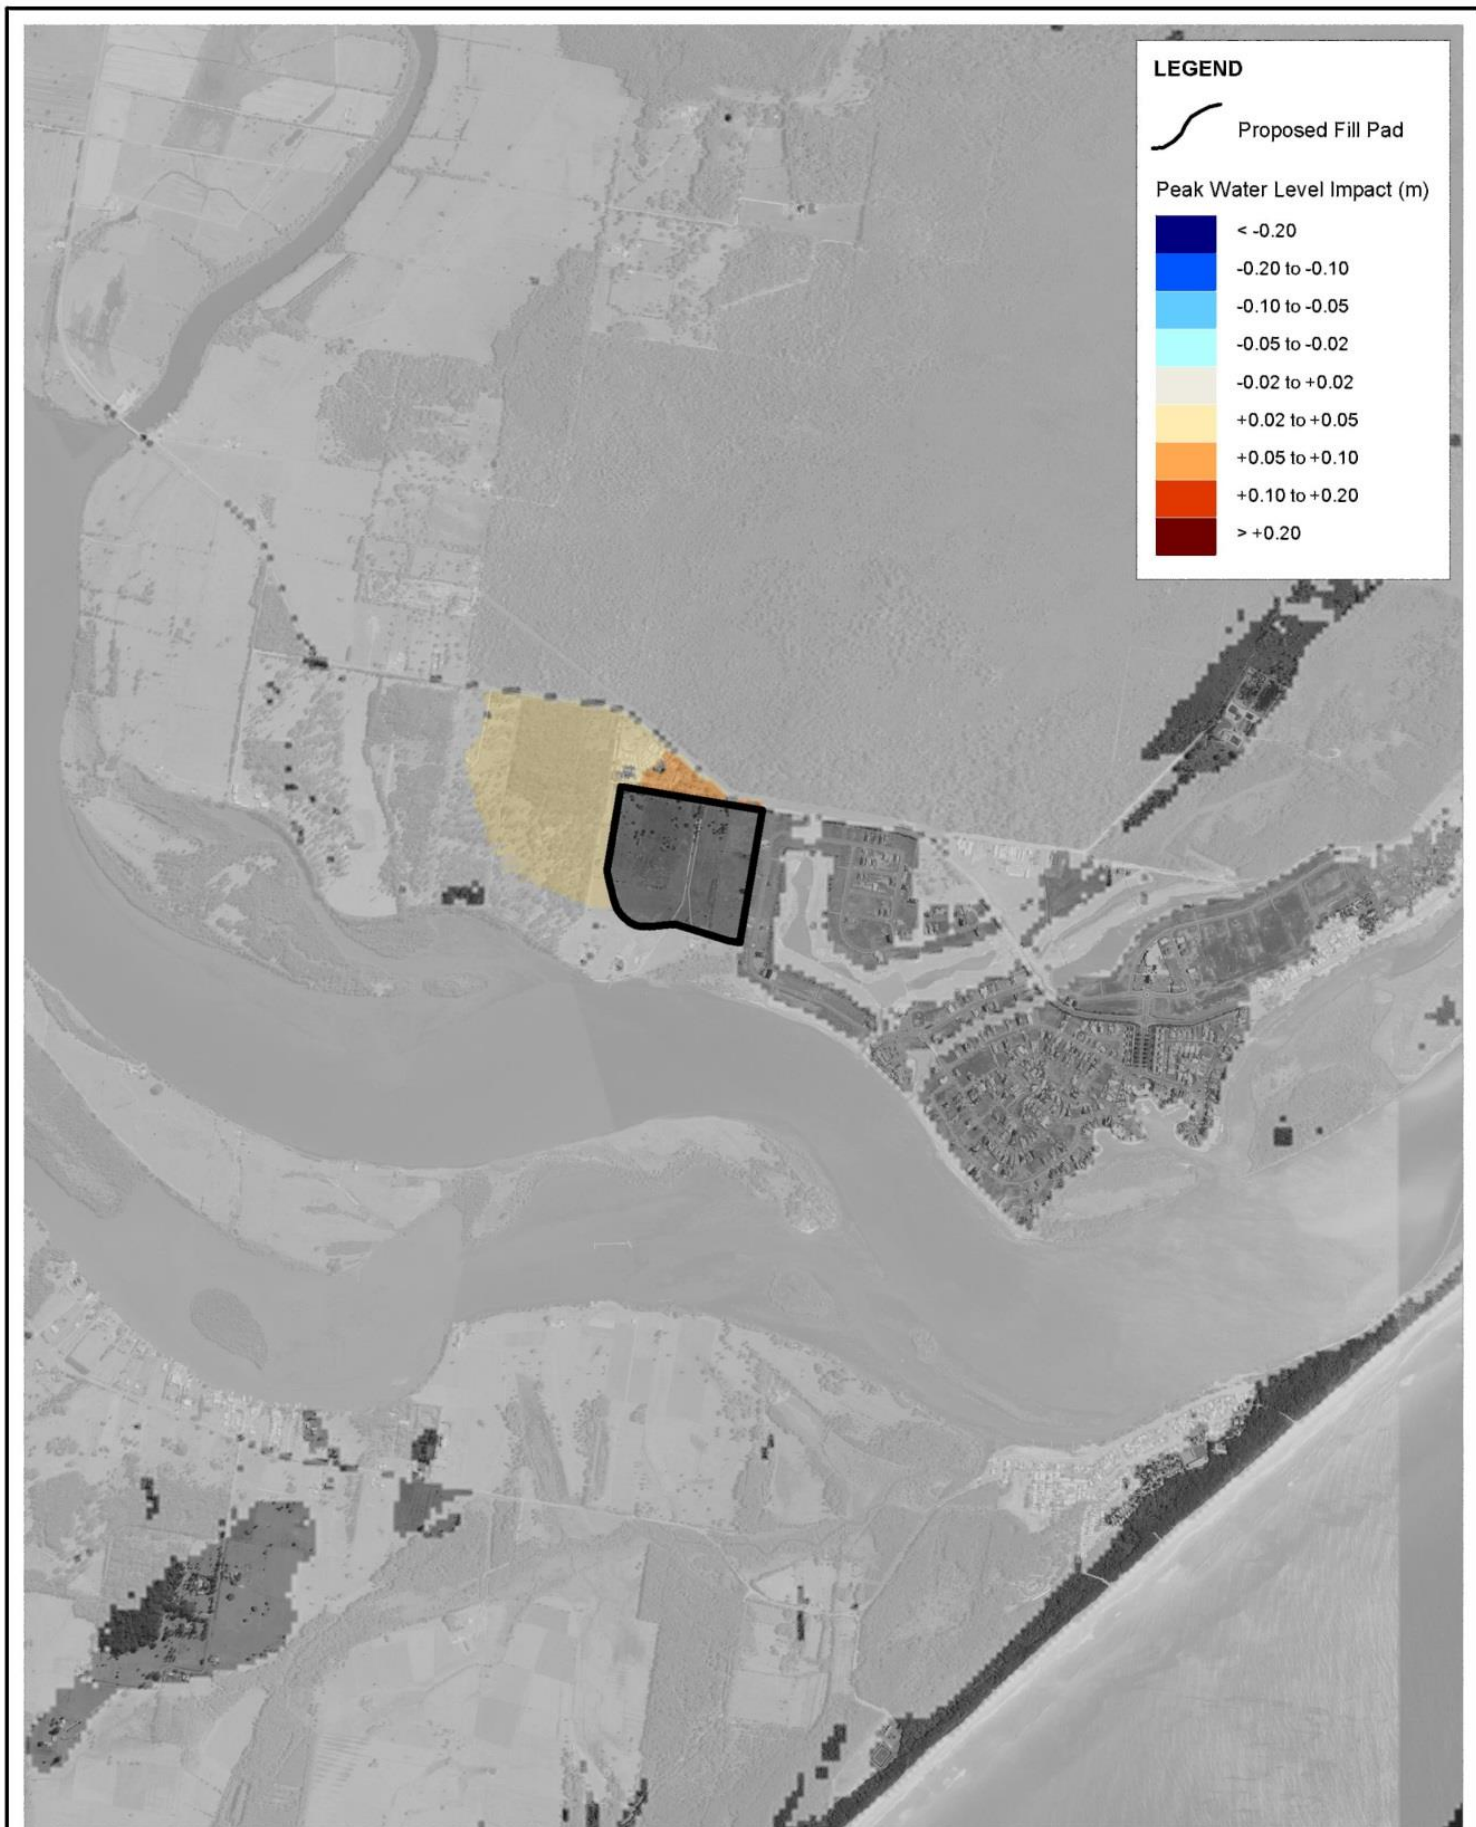 LEGEND
Proposed Fill Pad
Peak Water Level Impact (m)
< -0.20
-0.20 to -0.10
-0.10 to -0.05
-0.05 to -0.02
-0.02 to +0.02
+0.02 to +0.05
+0.05 to +0.10
+0.10 to +0.20
> +0.20